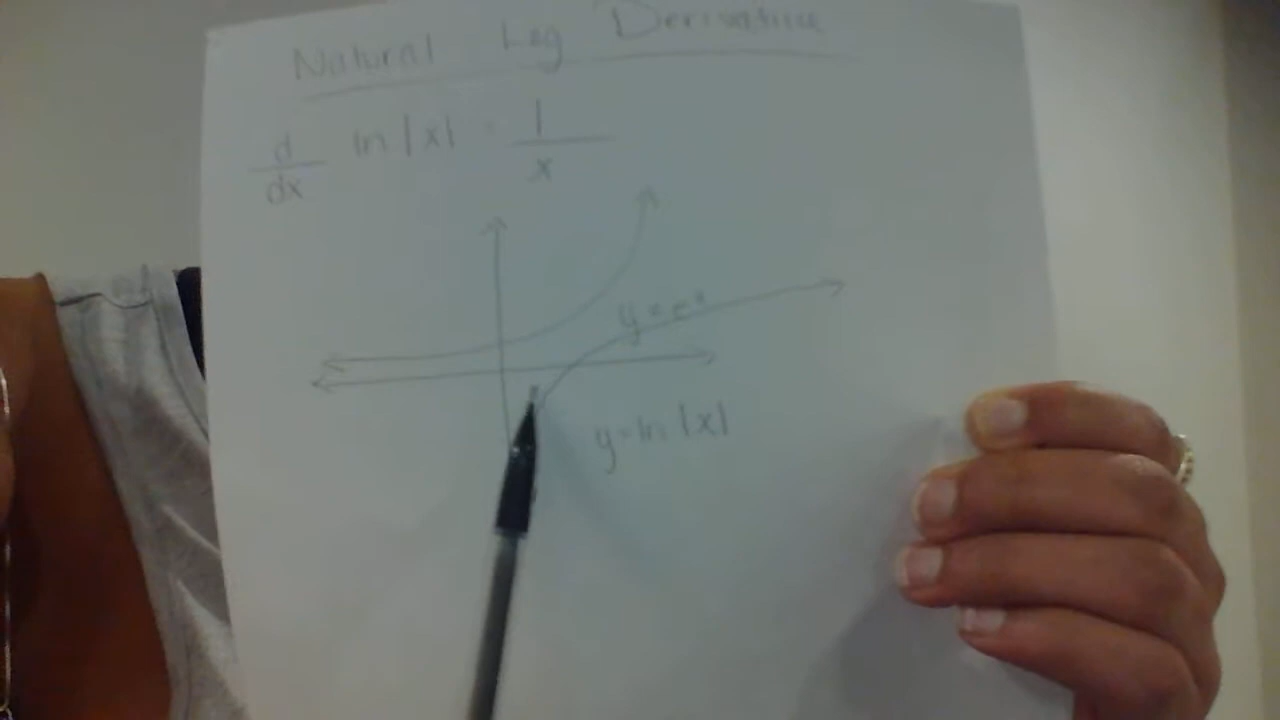 Natural Log Derivative
d/dx ln |x| = 1/x
y = e^x
y = ln |x|